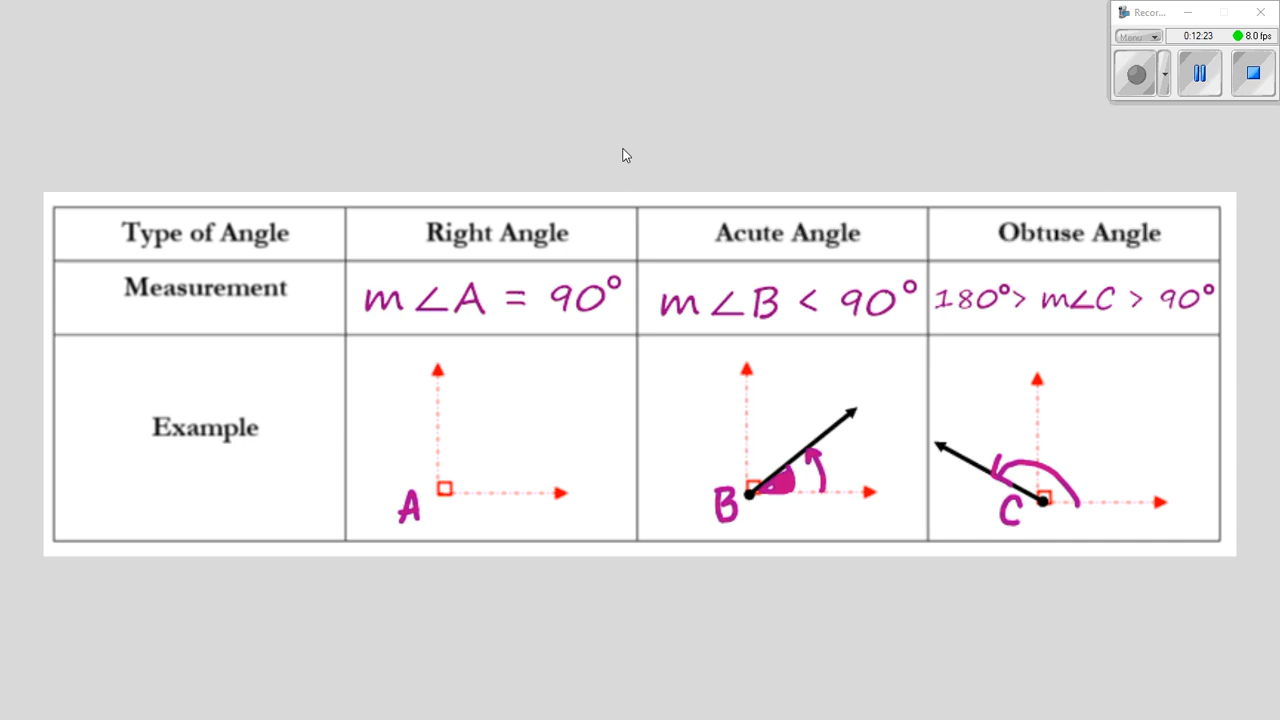 Recor...
Menu
0:12:23
8.0 fps
Type of Angle
Right Angle
Acute Angle
Obtuse Angle
Measurement
m∠A = 90°
m∠B < 90°
180°> m∠C > 90°
Example
A
B
C